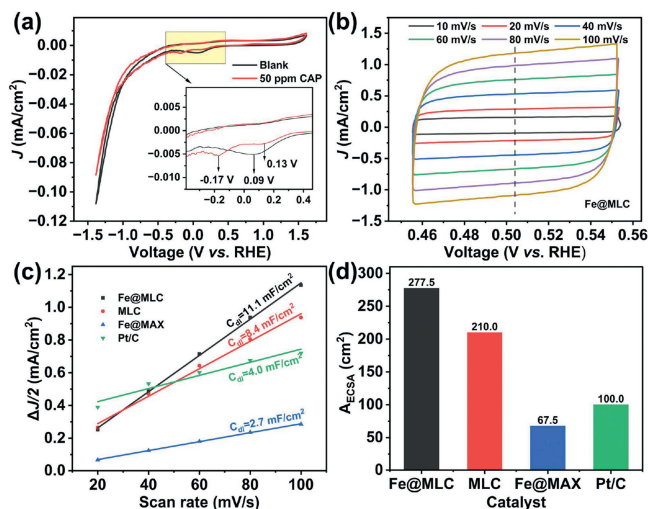 (a)
0.00
-0.02
-0.04
-0.06
-0.08
-0.10
-0.12
J (mA/cm²)
Blank
50 ppm CAP
0.005
0.000
-0.005
-0.010
-0.17 V
0.09 V
0.13 V
-0.2
0.0
0.2
0.4
-1.5
-1.0
-0.5
0.0
0.5
1.0
1.5
Voltage (V vs. RHE)
(b)
10 mV/s
20 mV/s
40 mV/s
60 mV/s
80 mV/s
100 mV/s
J (mA/cm²)
2.0
1.5
1.0
0.5
0.0
-0.5
-1.0
-1.5
Fe@MLC
0.46
0.48
0.50
0.52
0.54
0.56
Voltage (V vs. RHE)
(c)
ΔJ/2 (mA/cm²)
1.4
1.2
1.0
0.8
0.6
0.4
0.2
0.0
Fe@MLC
MLC
Fe@MAX
Pt/C
Cdl=11.1 mF/cm²
Cdl=8.4 mF/cm²
Cdl=4.0 mF/cm²
Cdl=2.7 mF/cm²
20
40
60
80
100
Scan rate (mV/s)
(d)
AECSA (cm²)
300
250
200
150
100
50
0
277.5
210.0
67.5
100.0
Fe@MLC
MLC
Fe@MAX
Pt/C
Catalyst